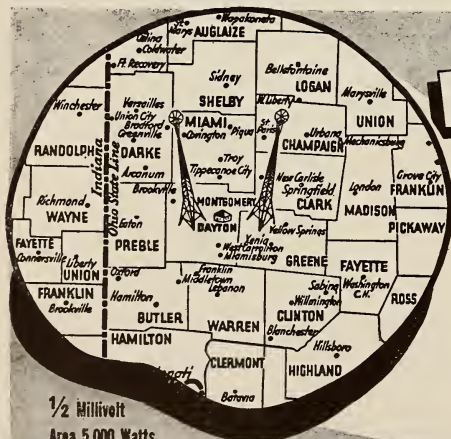 Wapakoneta
St. Marys
AUGLAIZE
Celina
Coldwater
Ft. Recovery
Sidney
SHELBY
Bellefontaine
LOGAN
W. Liberty
Marysville
UNION
Winchester
RANDOLPH
Indiana
Ohio State Line
Versailles
Union City
Bradford
Greenville
DARKE
Arcanum
Brookville
MIAMI
Covington
Piqua
Troy
Tippecanoe City
St. Paris
Urbana
CHAMPAIGN
Mechanicsburg
New Carlisle
Springfield
CLARK
London
MADISON
Grove City
FRANKLIN
PICKAWAY
Richmond
WAYNE
Eaton
PREBLE
MONTGOMERY
DAYTON
Yellow Springs
Xenia
West Carrollton
Miamisburg
GREENE
FAYETTE
Connersville
Liberty
UNION
Oxford
Franklin
Middletown
Lebanon
Sabina
Wilmington
CLINTON
Blanchester
FAYETTE
Washington
C.H.
ROSS
FRANKLIN
Brookville
Hamilton
BUTLER
WARREN
HAMILTON
CLERMONT
Batavia
Hillsboro
HIGHLAND
1/2 Millivolt
Area 5,000 Watts